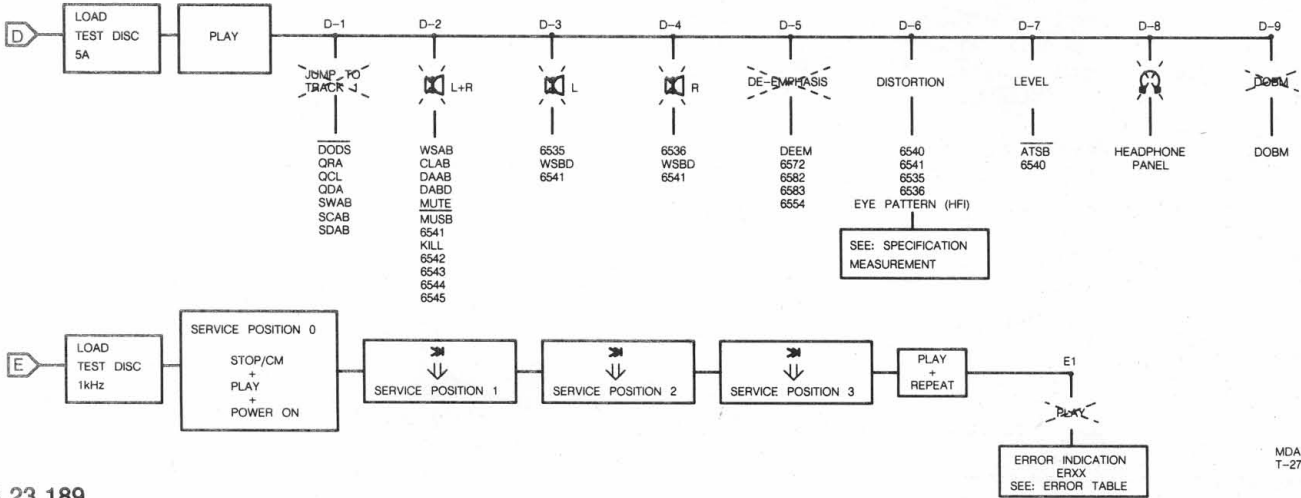 D
LOAD
TEST DISC
5A
PLAY
D-1
JUMP TO
TRACK 1
DODS
QRA
QCL
QDA
SWAB
SCAB
SDAB
D-2
L+R
WSAB
CLAB
DAAB
DABD
MUTE
MUSB
6541
KILL
6542
6543
6544
6545
D-3
L
6535
WSBD
6541
D-4
R
6536
WSBD
6541
D-5
DE-EMPHASIS
DEEM
6572
6582
6583
6554
D-6
DISTORTION
6540
6541
6535
6536
EYE PATTERN (HFI)
SEE: SPECIFICATION
MEASUREMENT
D-7
LEVEL
ATSB
6540
D-8
HEADPHONE
PANEL
D-9
DOBM
DOBM
E
LOAD
TEST DISC
1kHz
SERVICE POSITION 0
STOP/CM
+
PLAY
+
POWER ON
SERVICE POSITION 1
SERVICE POSITION 2
SERVICE POSITION 3
PLAY
+
REPEAT
E1
PLAY
ERROR INDICATION
ERXX
SEE: ERROR TABLE
MDA
T-27
23 189